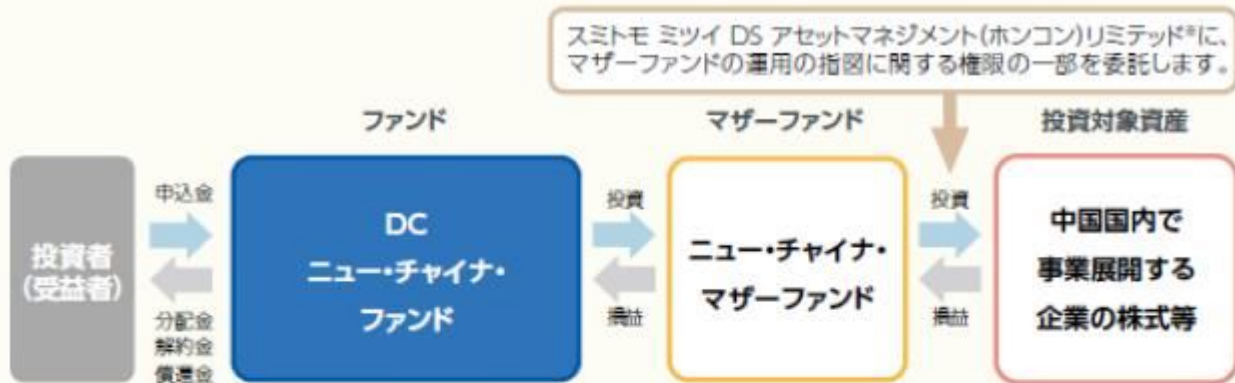 スミトモ ミツイ DS アセットマネジメント(ホンコン)リミテッド※に、
マザーファンドの運用の指図に関する権限の一部を委託します。
ファンド
マザーファンド
投資対象資産
投資者
(受益者)
申込金
分配金
解約金
償還金
DC
ニュー・チャイナ・
ファンド
投資
損益
ニュー・チャイナ・
マザーファンド
投資
損益
中国国内で
事業展開する
企業の株式等